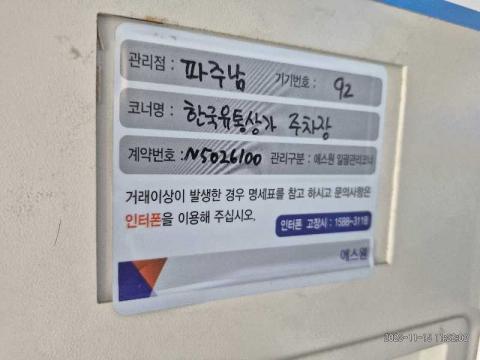 관리점 : 파주남 기기번호 : 92
코너명 : 한국유통상가 주차장
계약번호 : N5026100 관리구분 : 에스원 일괄관리코너
거래이상이 발생한 경우 명세표를 참고 하시고 문의사항은
인터폰을 이용해 주십시오.
인터폰 고장시 : 1588-3118
에스원